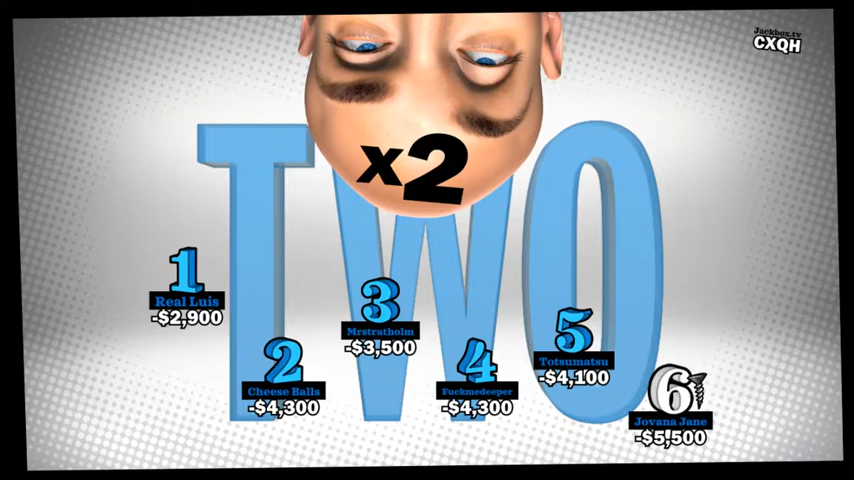 Jackbox.tv
CXQH
TWO
x2
1
Real Luis
-$2,900
2
Cheese Balls
-$4,300
3
Mrstratholm
-$3,500
4
Fuckmedeeper
-$4,300
5
Totsumatsu
-$4,100
6
Jovana Jane
-$5,500